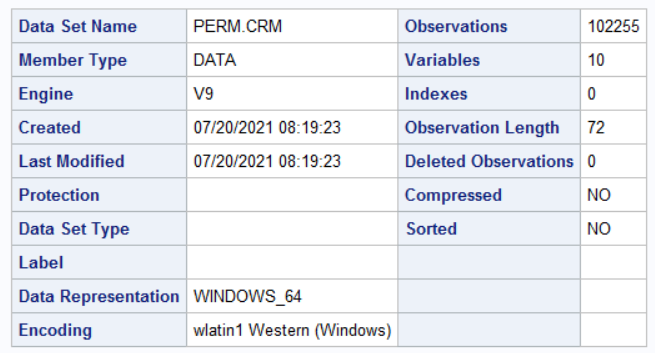 Data Set Name PERM.CRM Observations 102255
Member Type DATA Variables 10
Engine V9 Indexes 0
Created 07/20/2021 08:19:23 Observation Length 72
Last Modified 07/20/2021 08:19:23 Deleted Observations 0
Protection Compressed NO
Data Set Type Sorted NO
Label
Data Representation WINDOWS_64
Encoding wlatin1 Western (Windows)